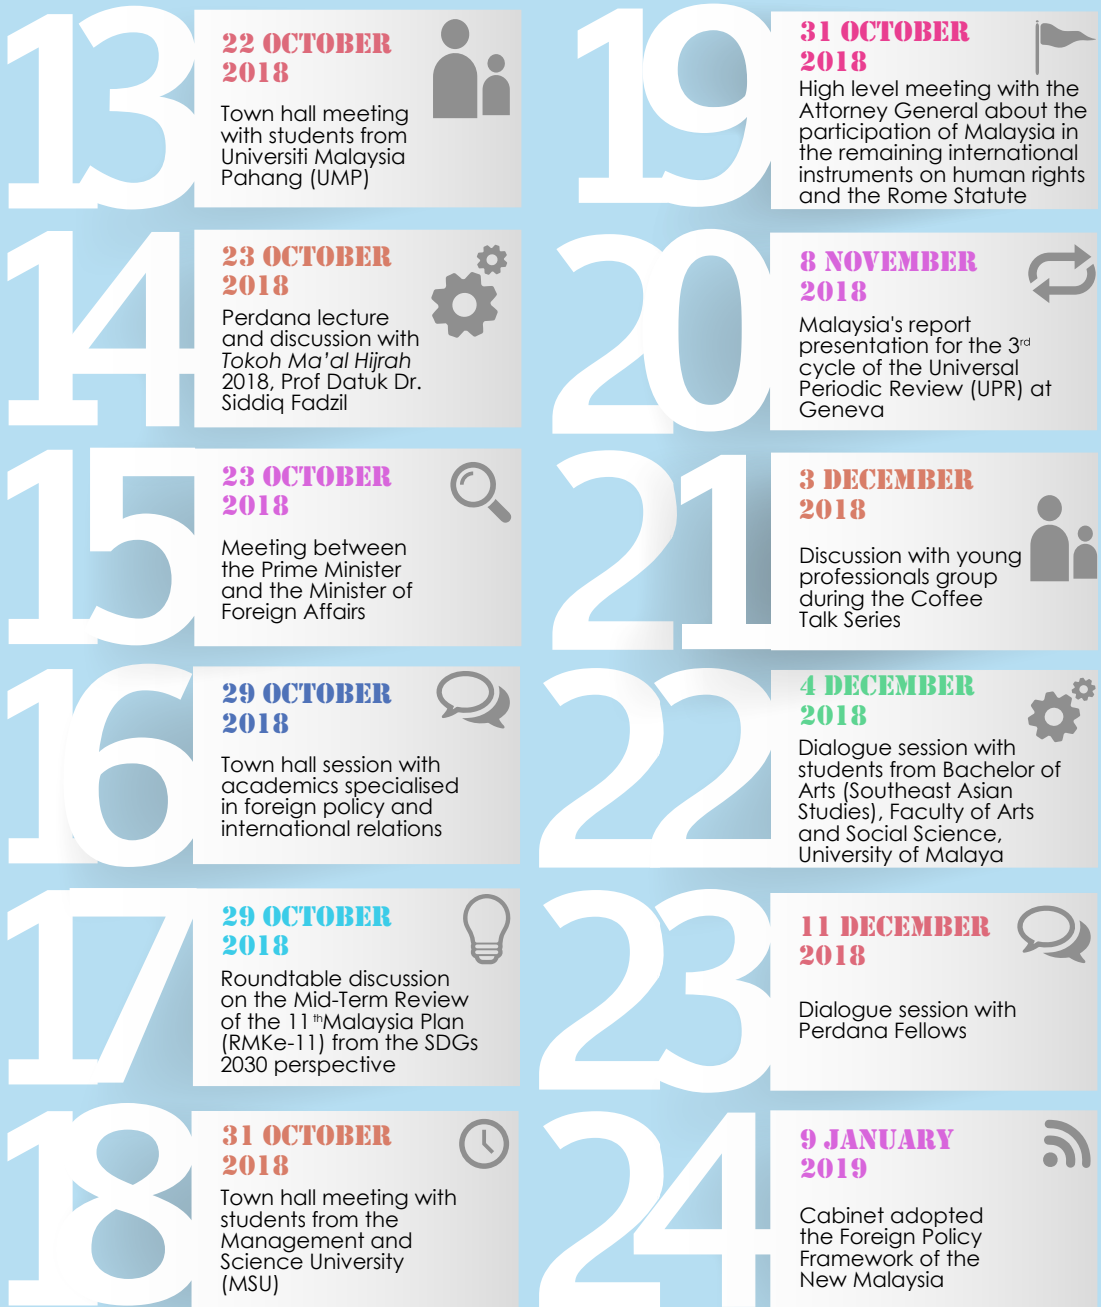 13
22 OCTOBER
2018
Town hall meeting
with students from
Universiti Malaysia
Pahang (UMP)
14
23 OCTOBER
2018
Perdana lecture
and discussion with
Tokoh Ma'al Hijrah
2018, Prof Datuk Dr.
Siddiq Fadzil
15
23 OCTOBER
2018
Meeting between
the Prime Minister
and the Minister of
Foreign Affairs
16
29 OCTOBER
2018
Town hall session with
academics specialised
in foreign policy and
international relations
17
29 OCTOBER
2018
Roundtable discussion
on the Mid-Term Review
of the 11thMalaysia Plan
(RMKe-11) from the SDGs
2030 perspective
18
31 OCTOBER
2018
Town hall meeting with
students from the
Management and
Science University
(MSU)
19
31 OCTOBER
2018
High level meeting with the
Attorney General about the
participation of Malaysia in
the remaining international
instruments on human rights
and the Rome Statute
20
8 NOVEMBER
2018
Malaysia's report
presentation for the 3rd
cycle of the Universal
Periodic Review (UPR) at
Geneva
21
3 DECEMBER
2018
Discussion with young
professionals group
during the Coffee
Talk Series
22
4 DECEMBER
2018
Dialogue session with
students from Bachelor of
Arts (Southeast Asian
Studies), Faculty of Arts
and Social Science,
University of Malaya
23
11 DECEMBER
2018
Dialogue session with
Perdana Fellows
24
9 JANUARY
2019
Cabinet adopted
the Foreign Policy
Framework of the
New Malaysia